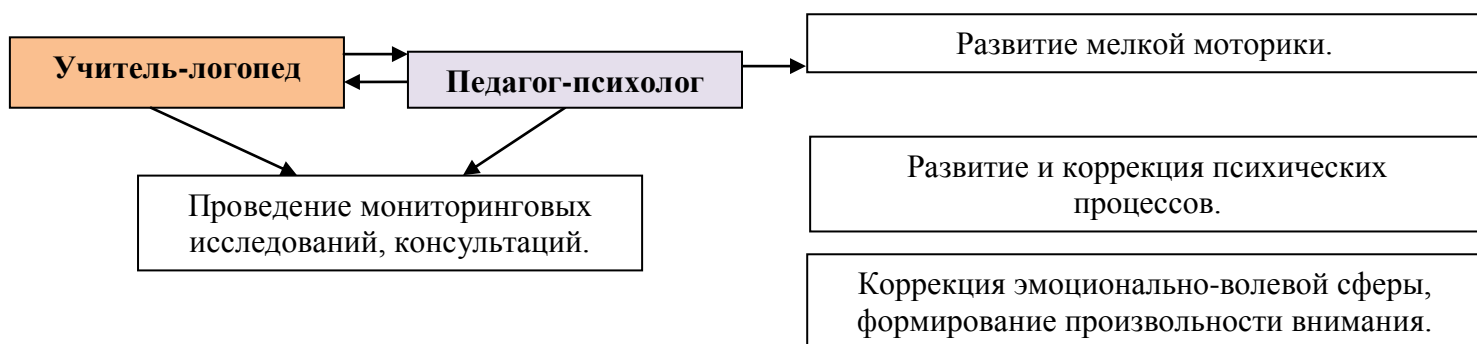 Учитель-логопед
Педагог-психолог
Развитие мелкой моторики.
Развитие и коррекция психических
процессов.
Проведение мониторинговых
исследований, консультаций.
Коррекция эмоционально-волевой сферы,
формирование произвольности внимания.